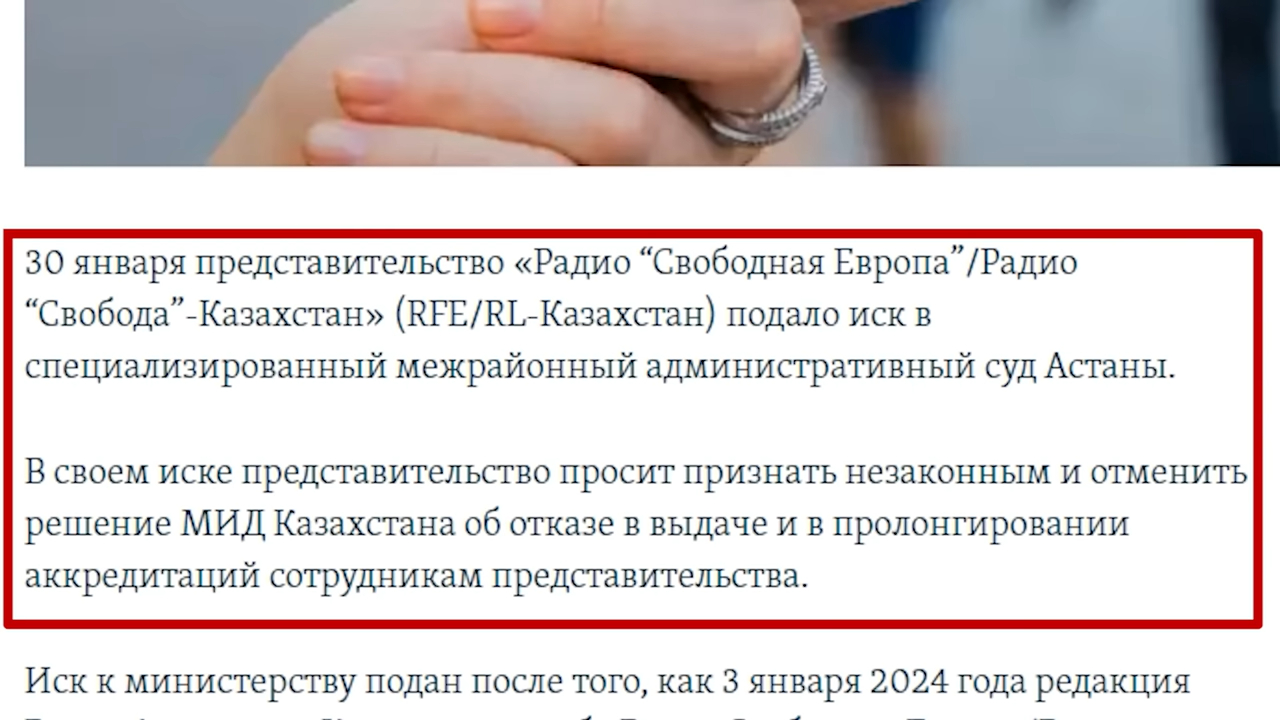 30 января представительство «Радио “Свободная Европа”/Радио
“Свобода”-Казахстан» (RFE/RL-Казахстан) подало иск в
специализированный межрайонный административный суд Астаны.
В своем иске представительство просит признать незаконным и отменить
решение МИД Казахстана об отказе в выдаче и в пролонгировании
аккредитаций сотрудникам представительства.
Иск к министерству подан после того, как 3 января 2024 года редакция